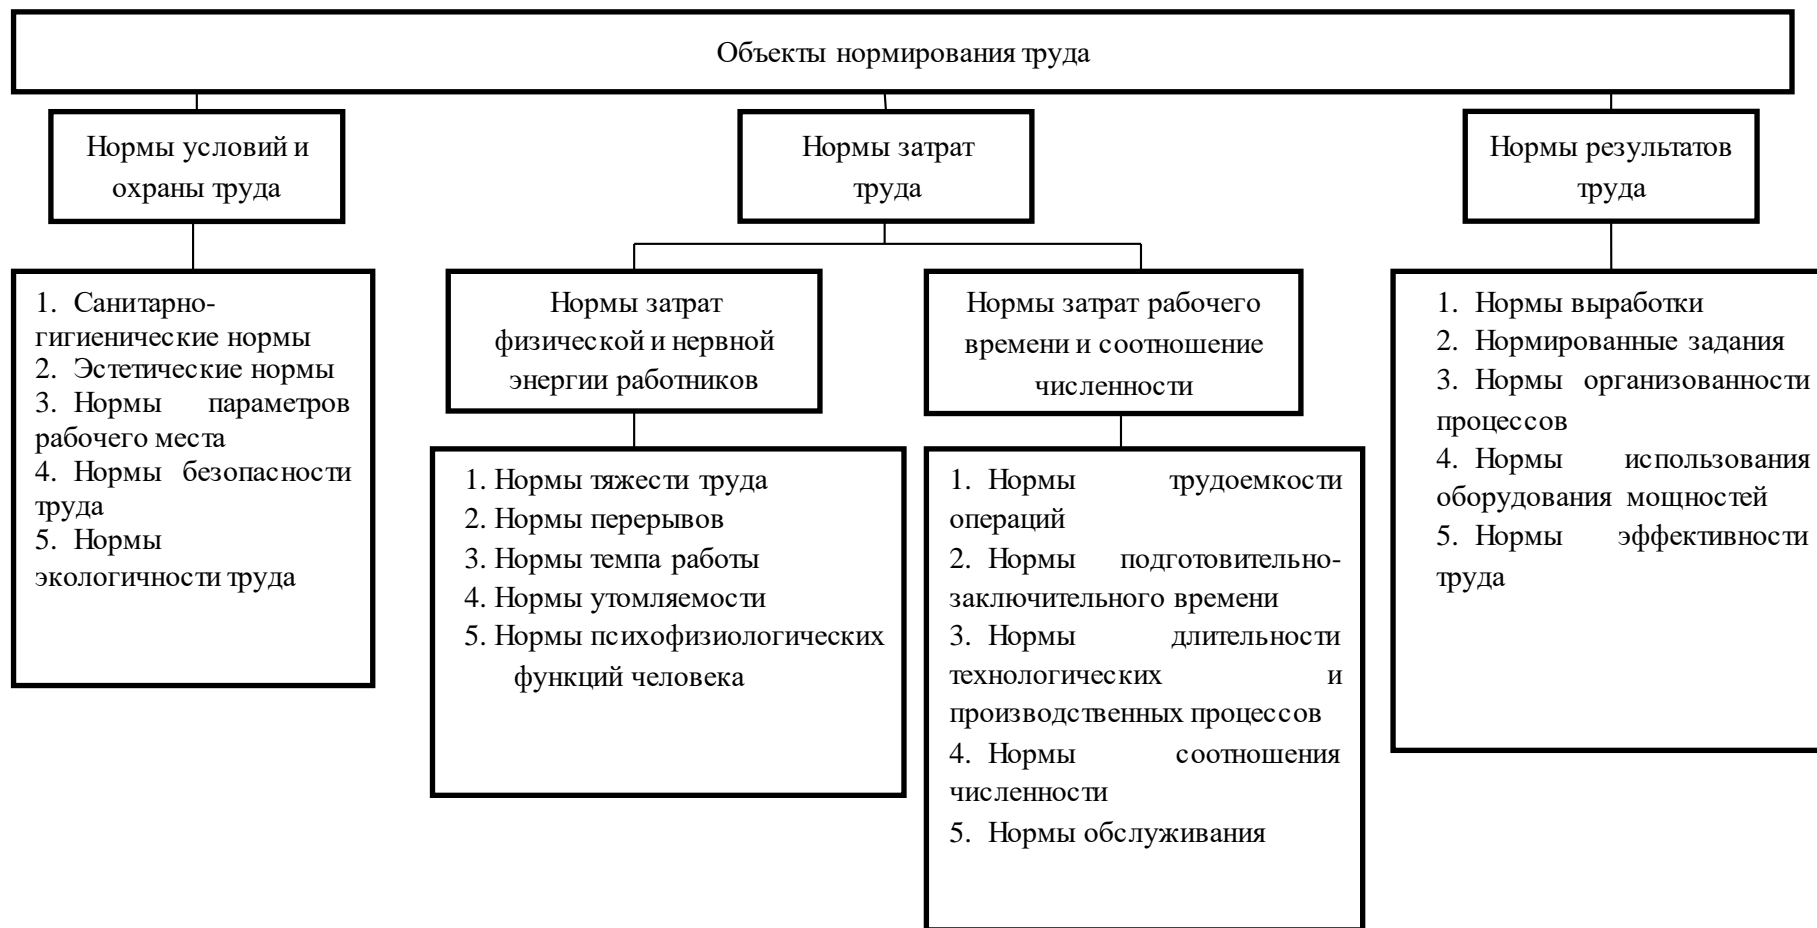 Объекты нормирования труда
Нормы условий и
охраны труда
Нормы затрат
труда
Нормы результатов
труда
1. Санитарно-
гигиенические нормы
2. Эстетические нормы
3. Нормы параметров
рабочего места
4. Нормы безопасности
труда
5. Нормы
экологичности труда
Нормы затрат
физической и нервной
энергии работников
1. Нормы тяжести труда
2. Нормы перерывов
3. Нормы темпа работы
4. Нормы утомляемости
5. Нормы психофизиологических
функций человека
Нормы затрат рабочего
времени и соотношение
численности
1. Нормы трудоемкости
операций
2. Нормы подготовительно-
заключительного времени
3. Нормы длительности
технологических и
производственных процессов
4. Нормы соотношения
численности
5. Нормы обслуживания
1. Нормы выработки
2. Нормированные задания
3. Нормы организованности
процессов
4. Нормы использования
оборудования мощностей
5. Нормы эффективности
труда